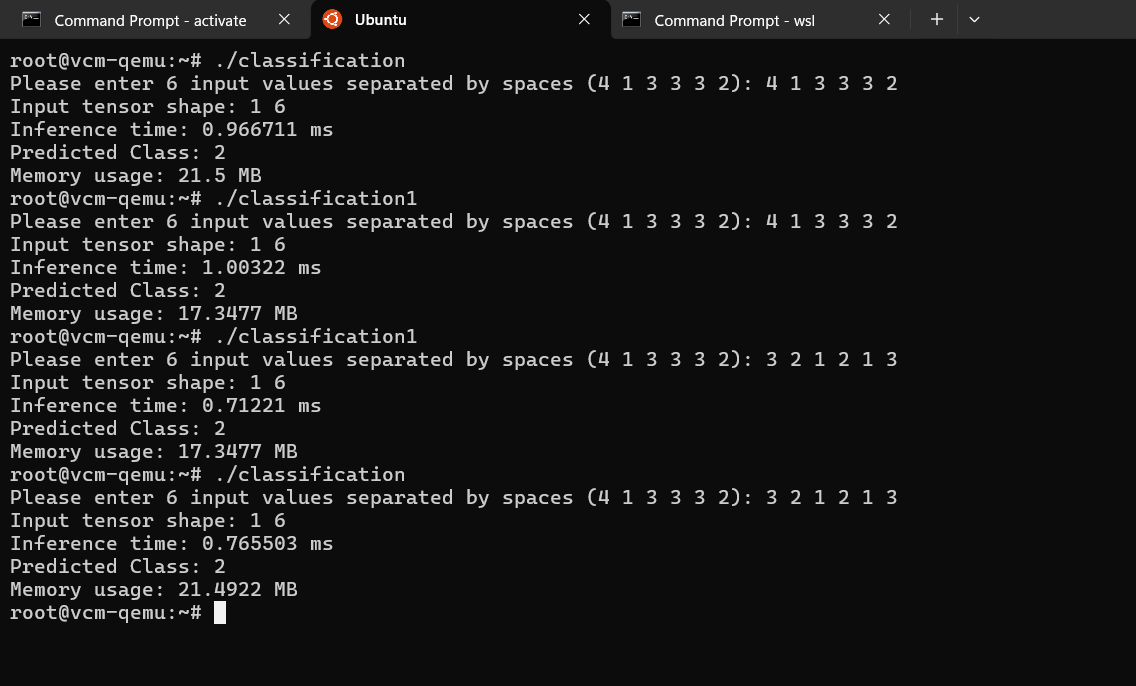 Command Prompt - activate
Ubuntu
Command Prompt - wsl
root@vcm-qemu:~# ./classification
Please enter 6 input values separated by spaces (4 1 3 3 3 2): 4 1 3 3 3 2
Input tensor shape: 1 6
Inference time: 0.966711 ms
Predicted Class: 2
Memory usage: 21.5 MB
root@vcm-qemu:~# ./classification1
Please enter 6 input values separated by spaces (4 1 3 3 3 2): 4 1 3 3 3 2
Input tensor shape: 1 6
Inference time: 1.00322 ms
Predicted Class: 2
Memory usage: 17.3477 MB
root@vcm-qemu:~# ./classification1
Please enter 6 input values separated by spaces (4 1 3 3 3 2): 3 2 1 2 1 3
Input tensor shape: 1 6
Inference time: 0.71221 ms
Predicted Class: 2
Memory usage: 17.3477 MB
root@vcm-qemu:~# ./classification
Please enter 6 input values separated by spaces (4 1 3 3 3 2): 3 2 1 2 1 3
Input tensor shape: 1 6
Inference time: 0.765503 ms
Predicted Class: 2
Memory usage: 21.4922 MB
root@vcm-qemu:~#